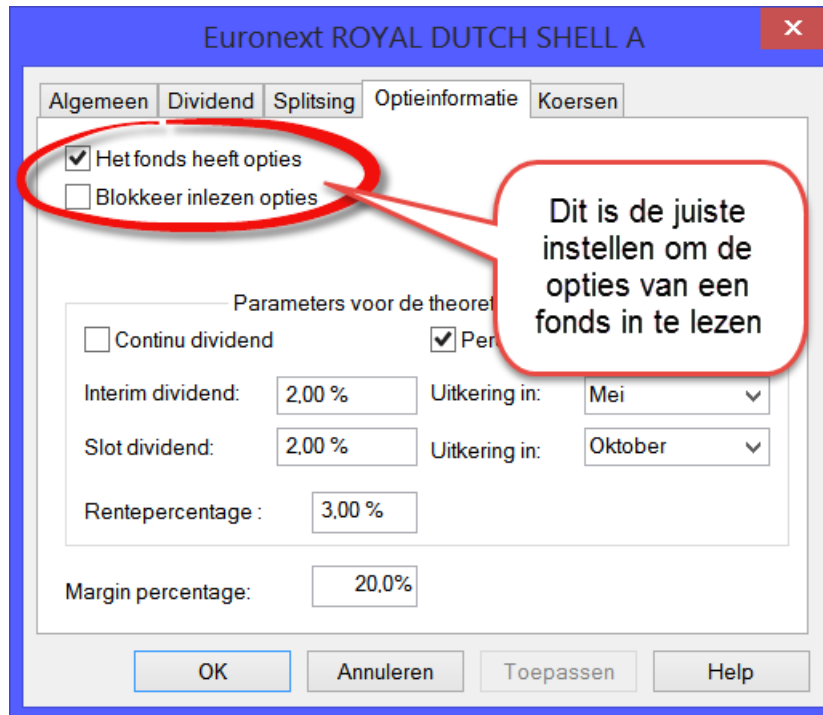 Euronext ROYAL DUTCH SHELL A
Algemeen Dividend Splitsing Optieinformatie Koersen
Het fonds heeft opties
Blokkeer inlezen opties
Dit is de juiste
instellen om de
opties van een
fonds in te lezen
Parameters voor de
Continu dividend
Interim dividend: 2,00 % Uitkering in: Mei
Slot dividend: 2,00 % Uitkering in: Oktober
Rentepercentage : 3,00 %
Margin percentage: 20,0%
OK Annuleren Toepassen Help